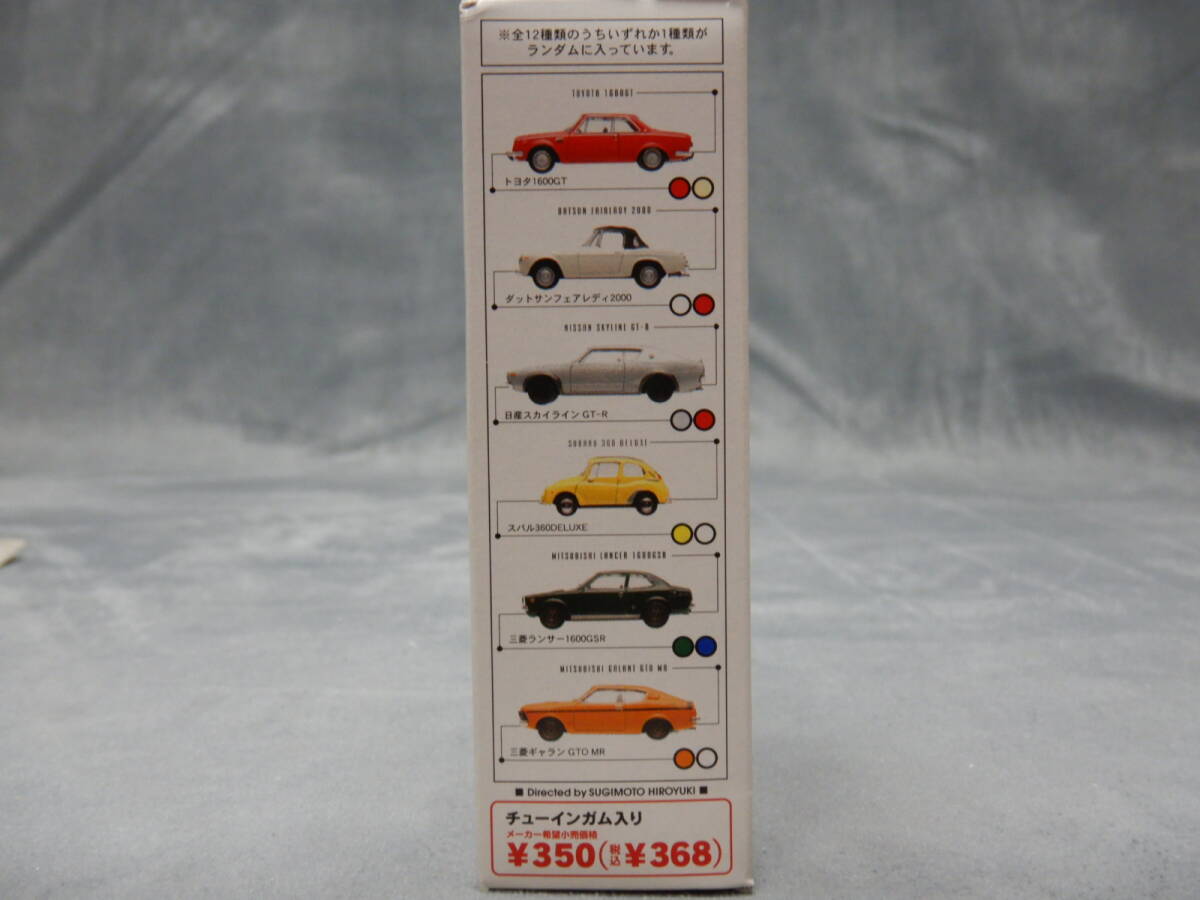 ※全12種類のうちいずれか1種類が
ランダムに入っています。
TOYOTA 1600GT
トヨタ1600GT
DATSUN FAIRLADY 2000
ダットサンフェアレディ2000
NISSAN SKYLINE GT-R
日産スカイライン GT-R
SUBARU 360 DELUXE
スバル360DELUXE
MITSUBISHI LANCER 1600GSR
三菱ランサー1600GSR
MITSUBISHI GALANT GTO MR
三菱ギャラン GTO MR
■ Directed by SUGIMOTO HIROYUKI ■
チューインガム入り
メーカー希望小売価格
¥350(税込¥368)